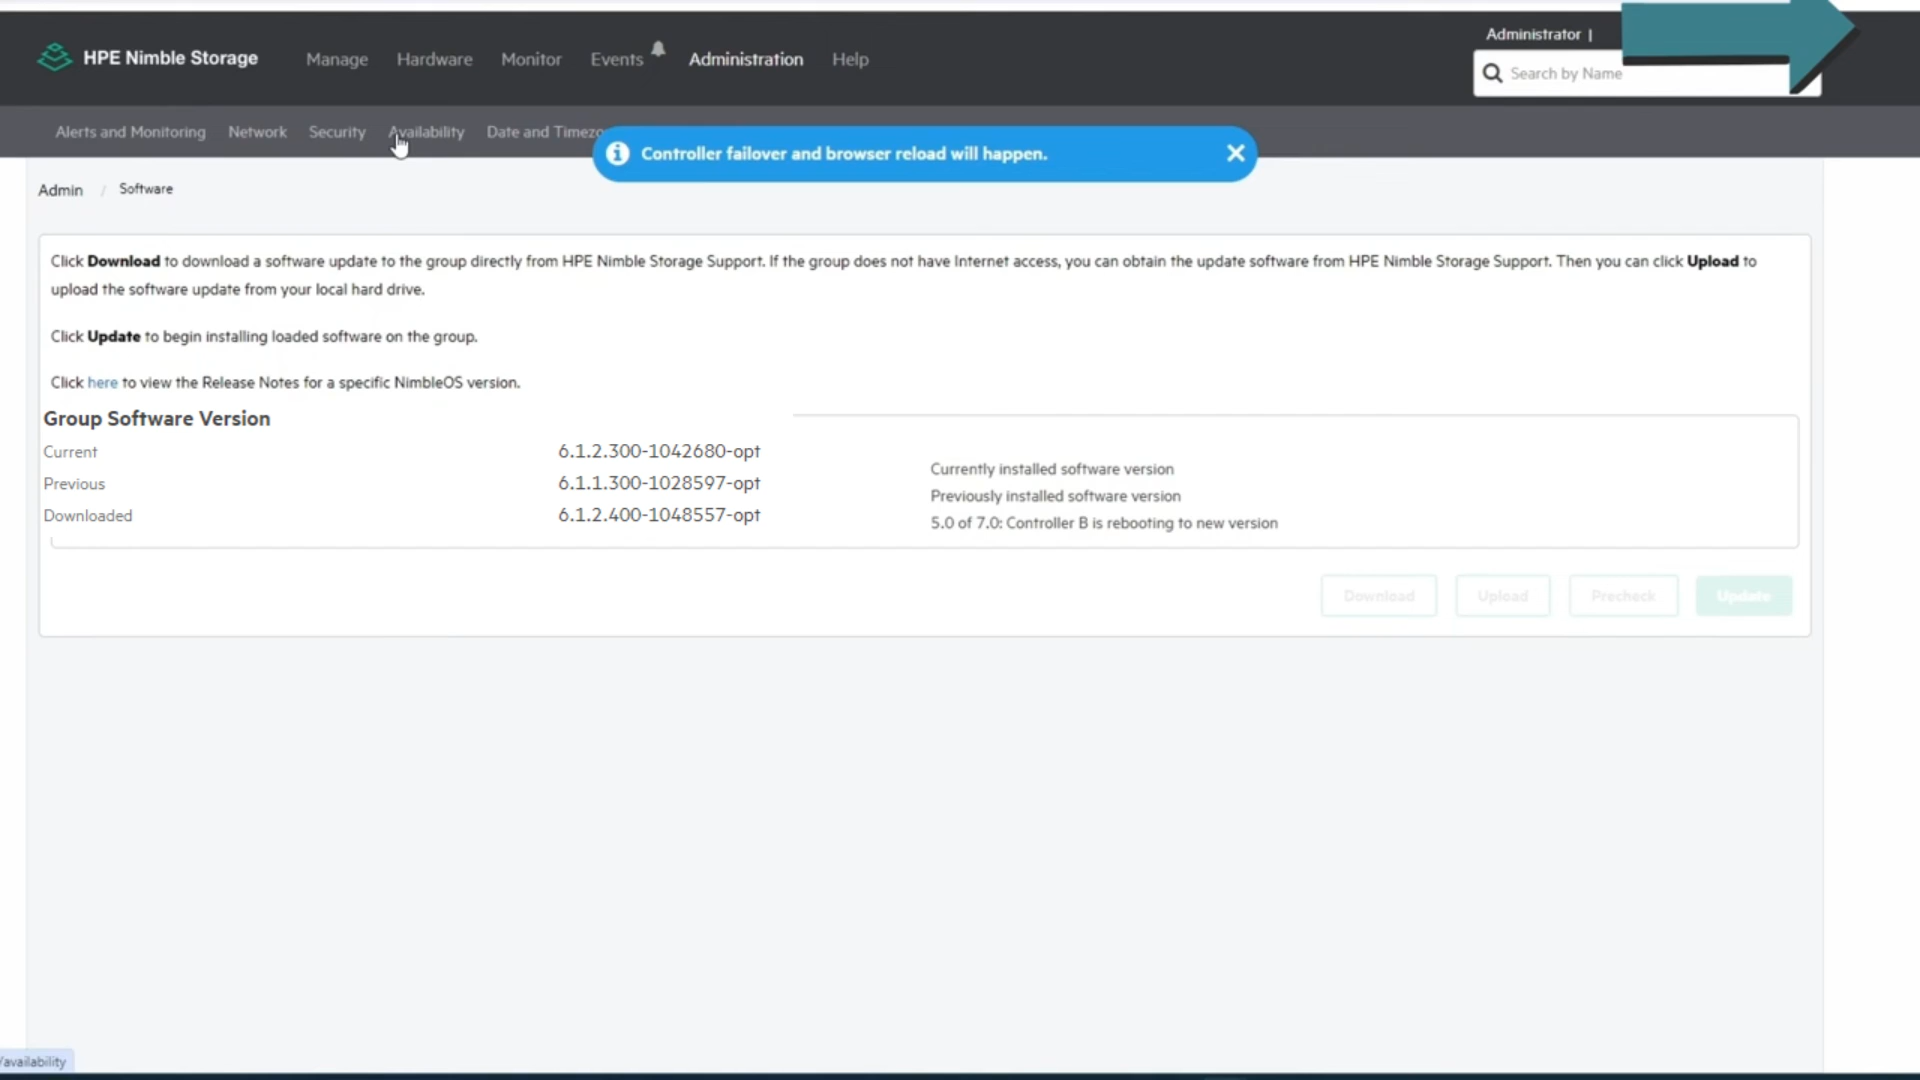 HPE Nimble Storage
Manage Hardware Monitor Events Administration Help
Administrator |
Search by Name
Alerts and Monitoring Network Security Availability Date and
Controller failover and browser reload will happen.
Admin / Software
Click Download to download a software update to the group directly from HPE Nimble Storage Support. If the group does not have Internet access, you can obtain the update software from HPE Nimble Storage Support. Then you can click Upload to
upload the software update from your local hard drive.
Click Update to begin installing loaded software on the group.
Click here to view the Release Notes for a specific NimbleOS version.
Group Software Version
Current 6.1.2.300-1042680-opt Currently installed software version
Previous 6.1.1.300-1028597-opt Previously installed software version
Downloaded 6.1.2.400-1048557-opt 5.0 of 7.0: Controller B is rebooting to new version
Download Upload Precheck Update
/availability